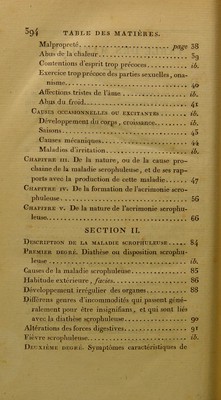 394 TABLE DES MATIÈRES.
Malpropreté........ page 38
Abus de la chaleur........ 39
Contentions d'esprit trop précoces........ ib.
Exercice trop précoce des parties sexuelles, ona-
nisme........ 40
Affections tristes de l'âme........ ib.
Abus du froid........ 41
Causes occasionnelles ou excitantes.... ib.
Développement du corps, croissance........ ib.
Saisons........ 43
Causes mécaniques........ 44
Maladies d'irritation........ ib.
Chapitre III. De la nature, ou de la cause pro-
chaine de la maladie scrophuleuse, et de ses rap-
ports avec la production de cette maladie..... 47
Chapitre IV. De la formation de l'acrimonie scro-
phuleuse........ 56
Chapitre V. De la nature de l'acrimonie scrophu-
leuse........ 66
SECTION II.
Description de la maladie scrophuleuse..... 84
Premier degré. Diathèse ou disposition scrophu-
leuse........ ib.
Causes de la maladie scrophuleuse........ 85
Habitude extérieure, facies........ 86
Développement irrégulier des organes........ 88
Différens genres d'incommodités qui passent géné-
ralement pour être insignifians, et qui sont liés
avec la diathèse scrophuleuse........ 90
Altérations des forces digestives........ 91
Fièvre scrophuleuse........ ib.
Deuxième degré. Symptômes caractéristiques de